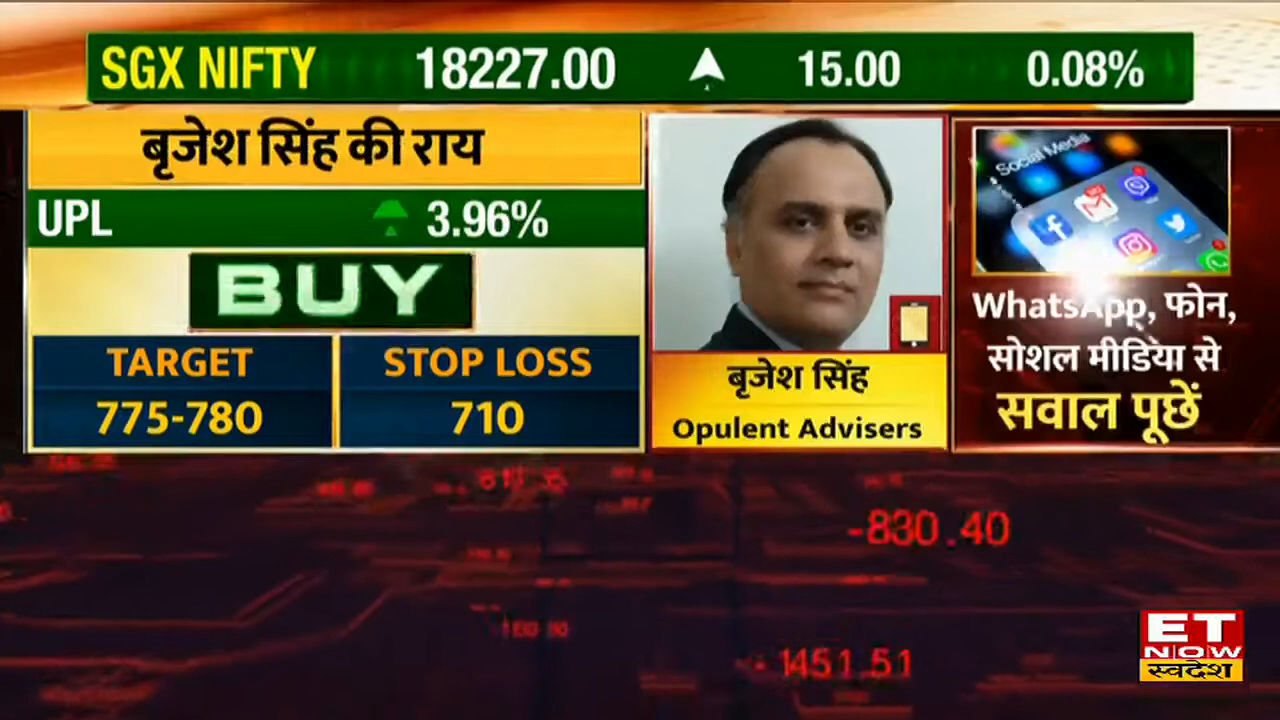 SGX NIFTY 18227.00 15.00 0.08%
बृजेश सिंह की राय
UPL 3.96%
BUY
TARGET STOP LOSS
775-780 710
बृजेश सिंह
Opulent Advisers
Social Media
WhatsApp, फोन,
सोशल मीडिया से
सवाल पूछें
-830.40
1451.51
ET
NOW
स्वदेश